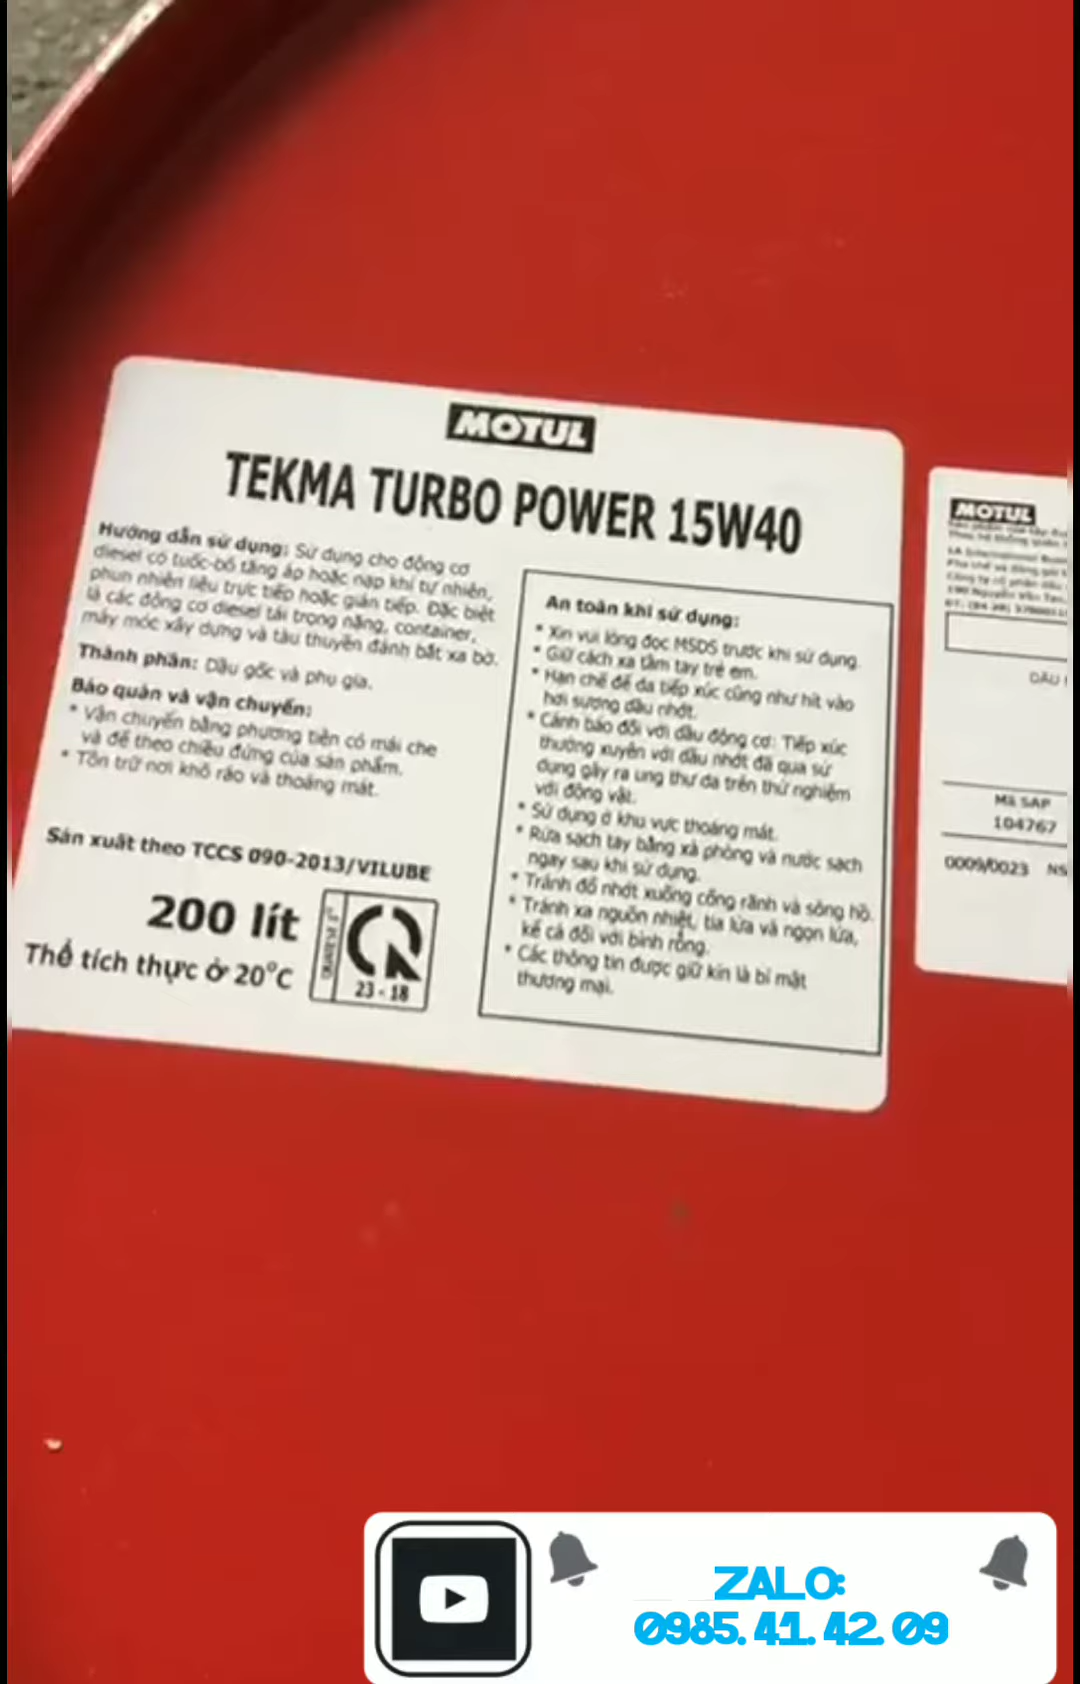 MOTUL
TEKMA TURBO POWER 15W40
Hướng dẫn sử dụng: Sử dụng cho động cơ
diesel có tuốc-bô tăng áp hoặc nạp khí tự nhiên,
phun nhiên liệu trực tiếp hoặc gián tiếp. Đặc biệt
là các động cơ diesel tải trọng nặng, container,
máy móc xây dựng và tàu thuyền đánh bắt xa bờ.
Thành phần: Dầu gốc và phụ gia.
Bảo quản và vận chuyển:
* Vận chuyển bằng phương tiện có mái che
và để theo chiều đứng của sản phẩm.
* Tồn trữ nơi khô ráo và thoáng mát.
Sản xuất theo TCCS 090-2013/VILUBE
200 lít
Thể tích thực ở 20°C
23 - 18
An toàn khi sử dụng:
* Xin vui lòng đọc MSDS trước khi sử dụng.
* Giữ cách xa tầm tay trẻ em.
* Hạn chế để da tiếp xúc cũng như hít vào
hơi sương dầu nhớt.
* Cảnh báo đối với dầu động cơ: Tiếp xúc
thường xuyên với dầu nhớt đã qua sử
dụng gây ra ung thư da trên thử nghiệm
với động vật.
* Sử dụng ở khu vực thoáng mát.
* Rửa sạch tay bằng xà phòng và nước sạch
ngay sau khi sử dụng.
* Tránh đổ nhớt xuống cống rãnh và sông hồ.
* Tránh xa nguồn nhiệt, tia lửa và ngọn lửa,
kể cả đối với bình rỗng.
* Các thông tin được giữ kín là bí mật
thương mại.
MOTUL
DẦU
Mã SAP
104767
0009/0023 NS
ZALO:
0985.41.42.09